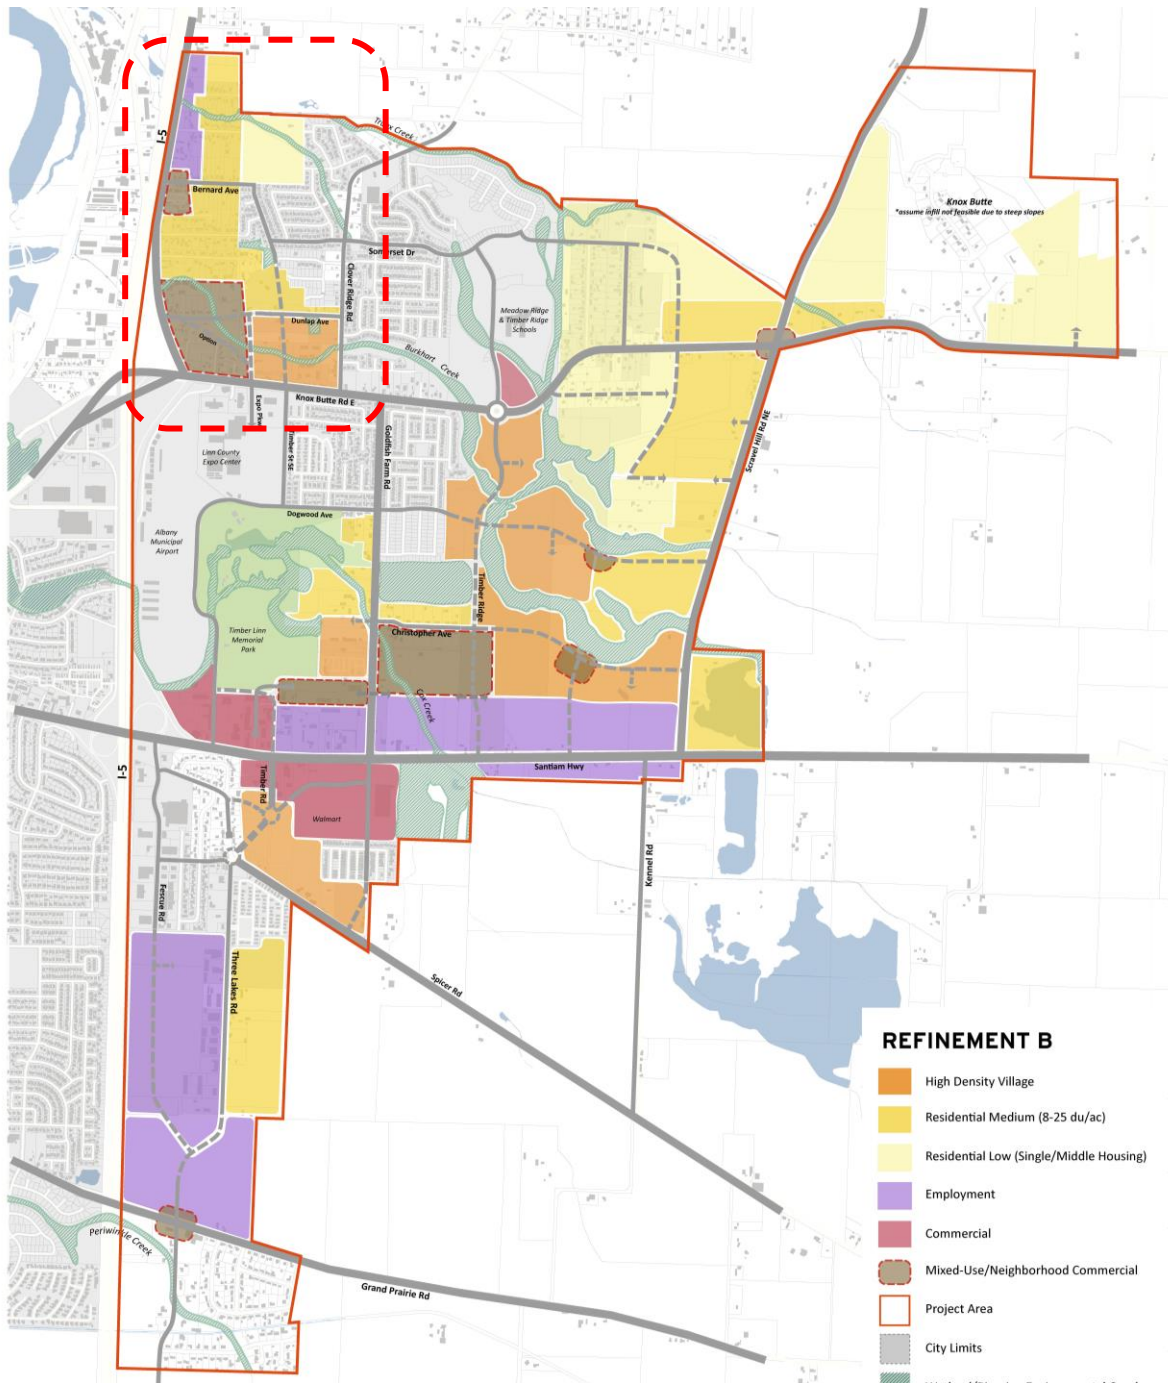 I-5
Truax Creek
Bernard Ave
Knox Butte
*assume infill not feasible due to steep slopes
Somerset Dr
Clover Ridge Rd
Meadow Ridge
& Timber Ridge
Schools
Dunlap Ave
Option
Burkhart Creek
Knox Butte Rd E
Expo Pkwy
Timber St SE
Goldfish Farm Rd
Scravel Hill Rd NE
Linn County
Expo Center
Dogwood Ave
Albany
Municipal
Airport
Timber Ridge
Timber Linn
Memorial
Park
Christopher Ave
Cox Creek
I-5
Santiam Hwy
Timber Rd
Walmart
Kennel Rd
Fescue Rd
Three Lakes Rd
Spicer Rd
Periwinkle Creek
Grand Prairie Rd
REFINEMENT B
High Density Village
Residential Medium (8-25 du/ac)
Residential Low (Single/Middle Housing)
Employment
Commercial
Mixed-Use/Neighborhood Commercial
Project Area
City Limits